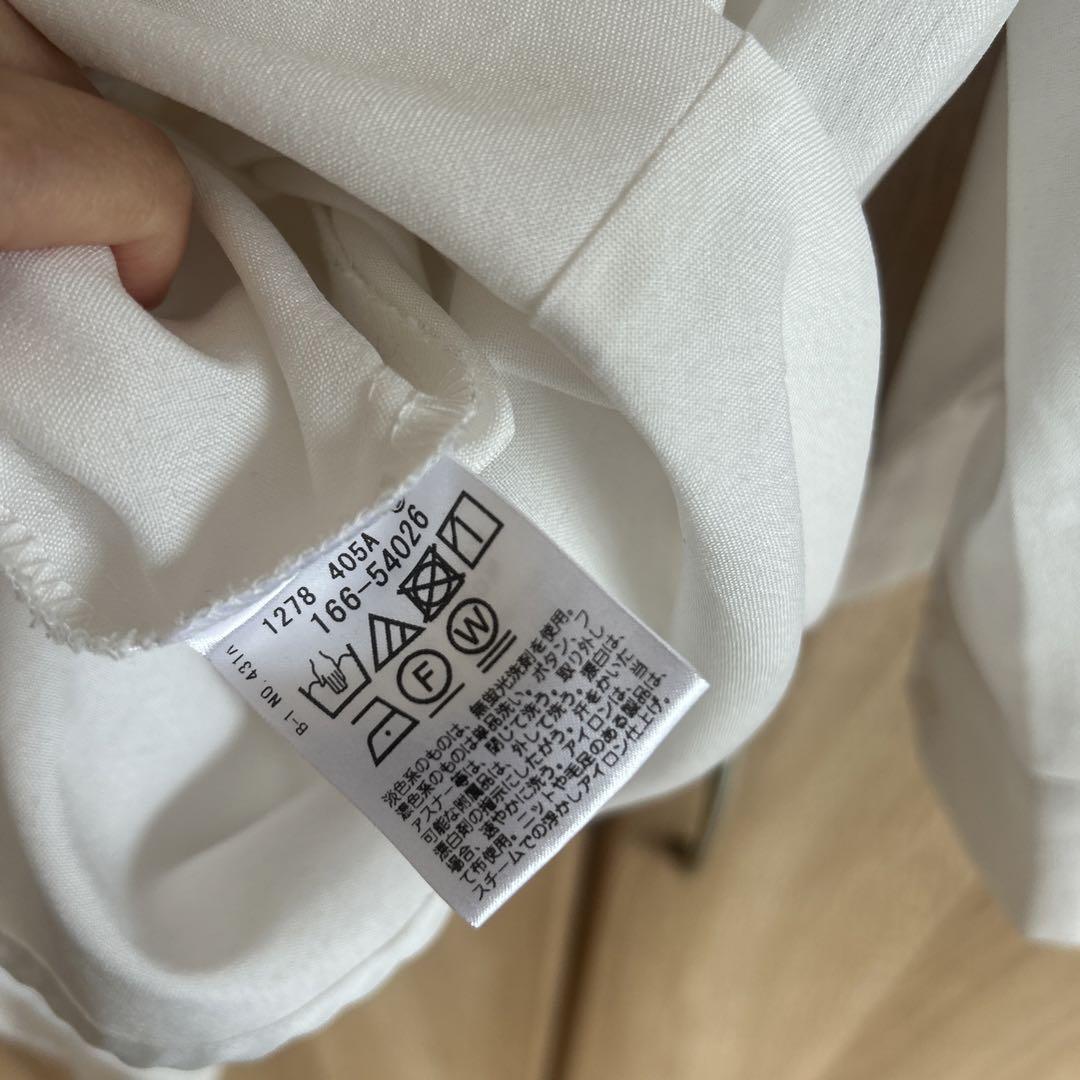 1278 405A
166-54026
F
W
B-I NO.431ハ
淡色系のものは、無蛍光洗剤を使用。
濃色系のものは単品洗い。ボタン、フ
ァスナー等は、閉じて洗う。取り外し
可能な附属品は、外して洗う。漂白は、
漂白剤の指示にしたがう。汗をかいた
場合、速やかに洗う。アイロンは、当
て布使用。ニットや毛足のある製品は
スチームでの浮かしアイロン仕上げ。